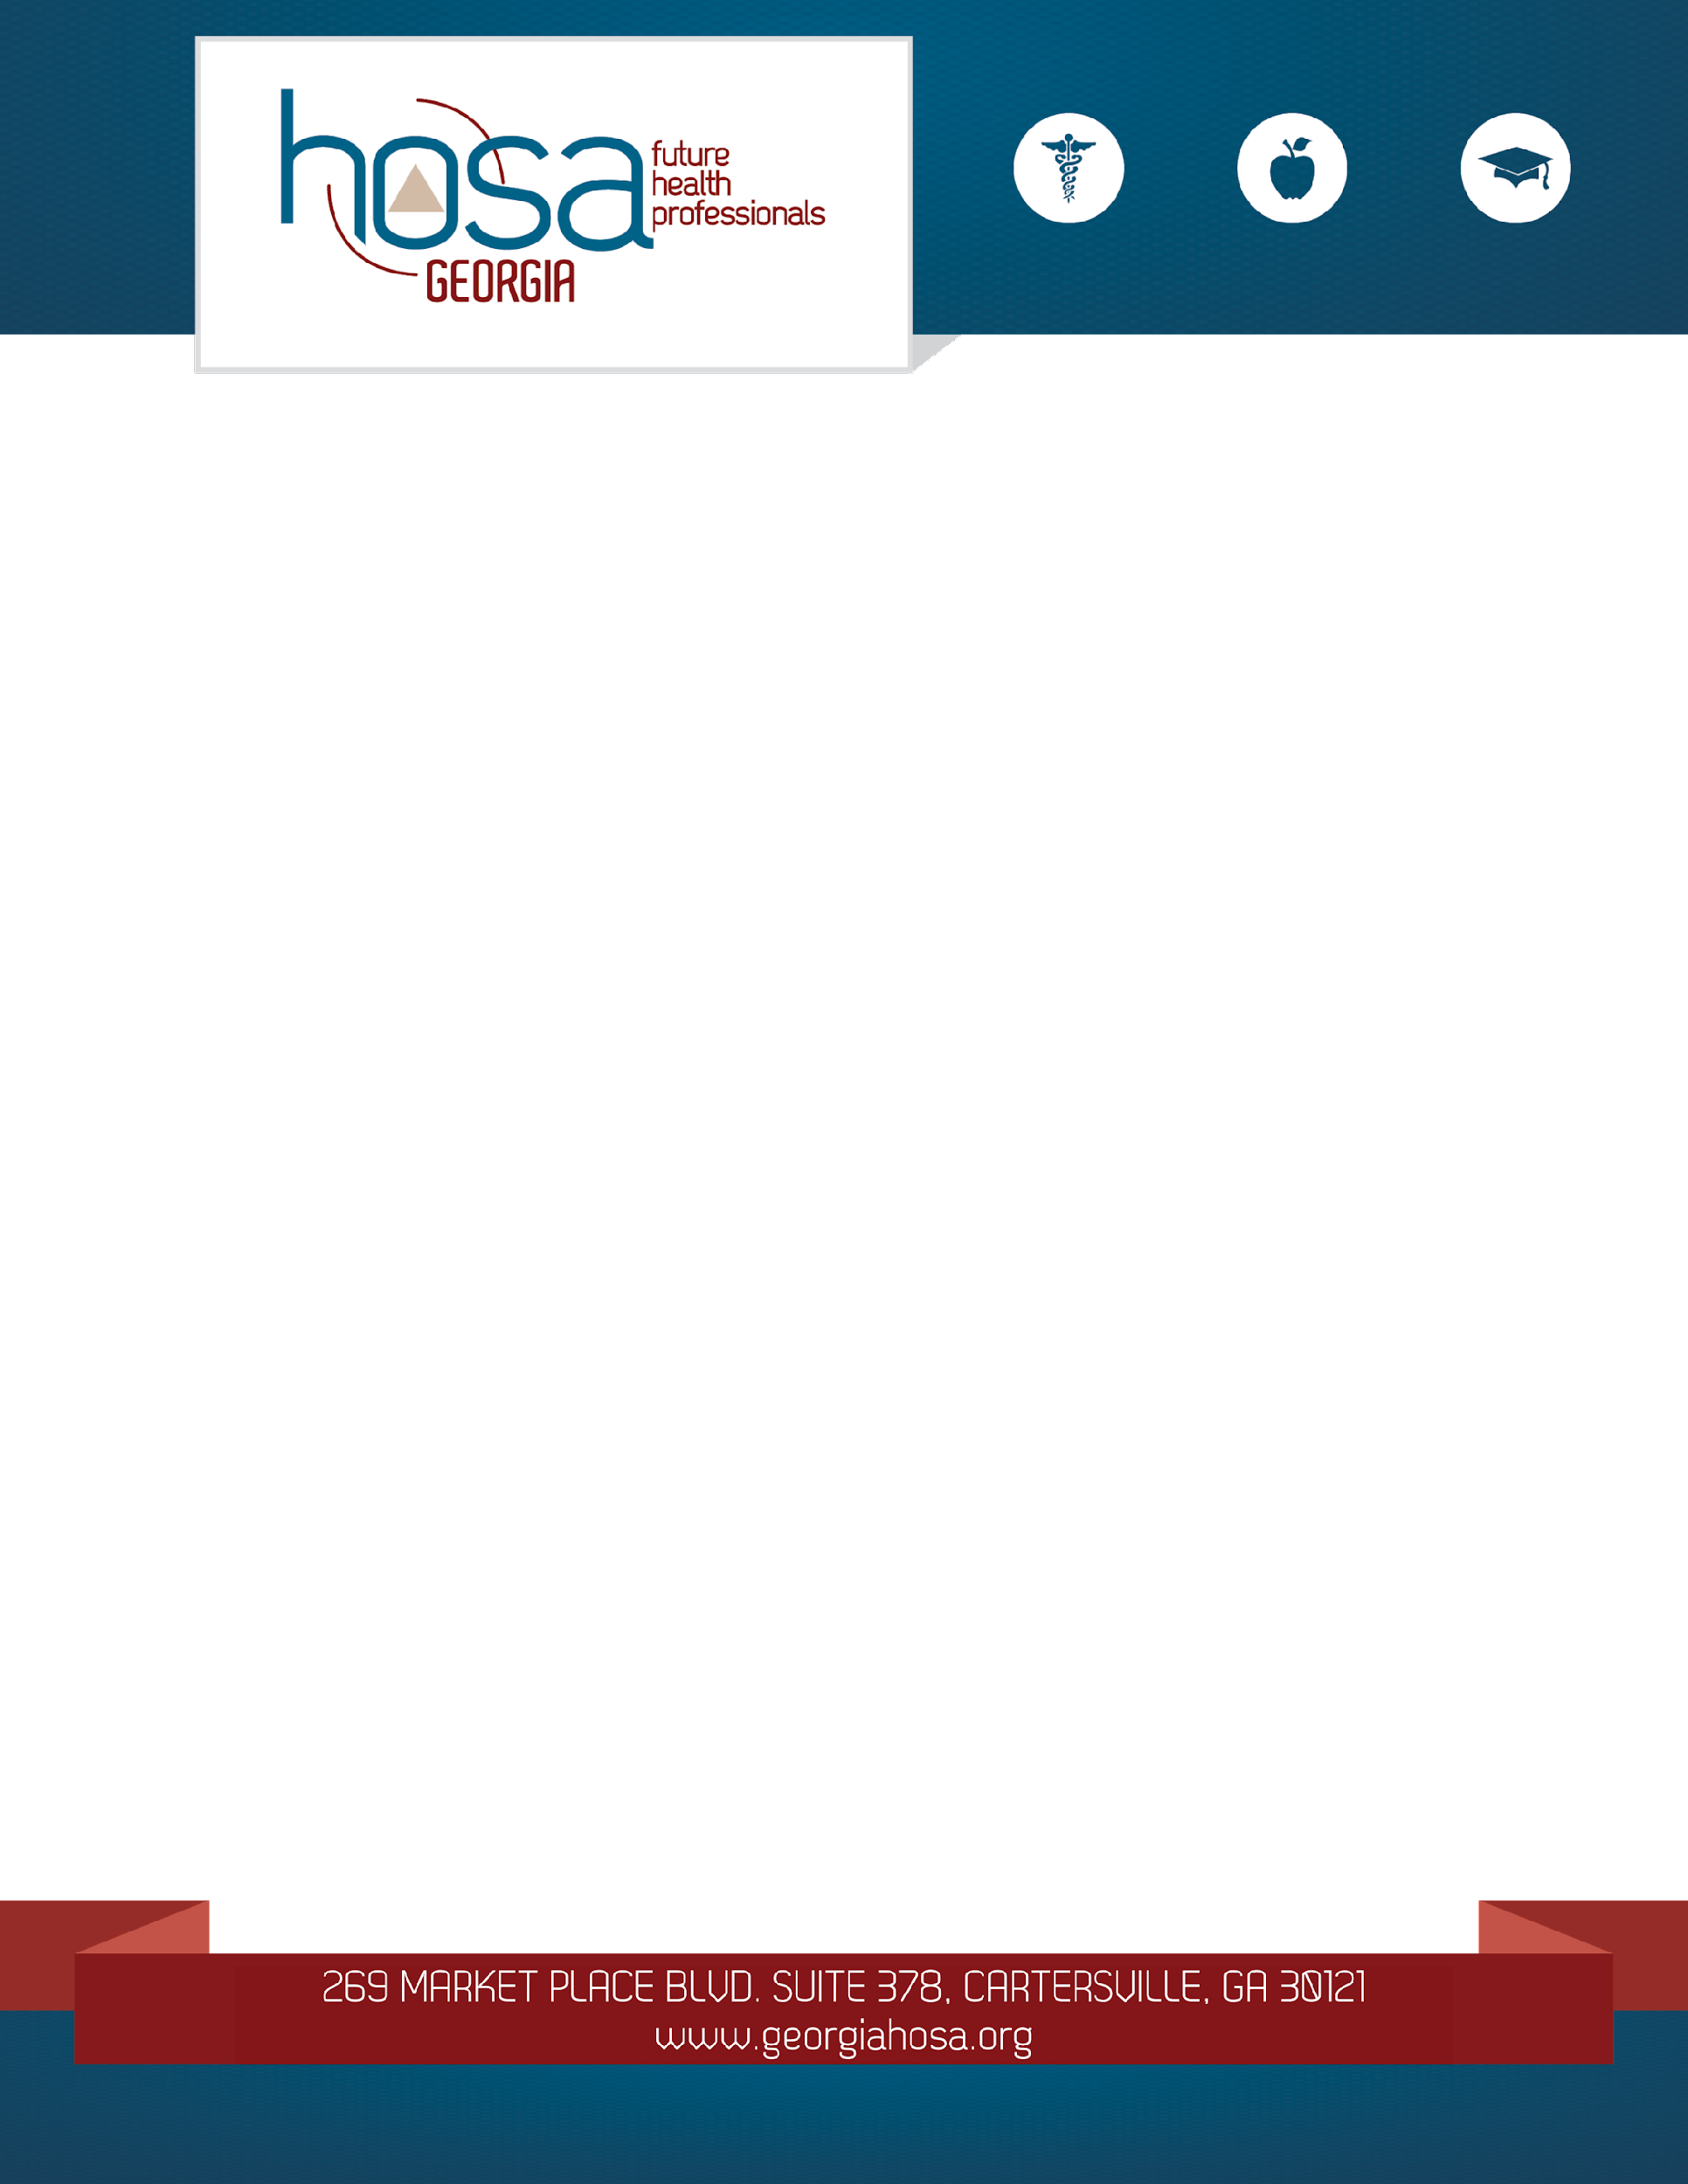 hosa
future
health
professionals
GEORGIA
269 MARKET PLACE BLVD. SUITE 378, CARTERSVILLE, GA 30121
www.georgiahosa.org